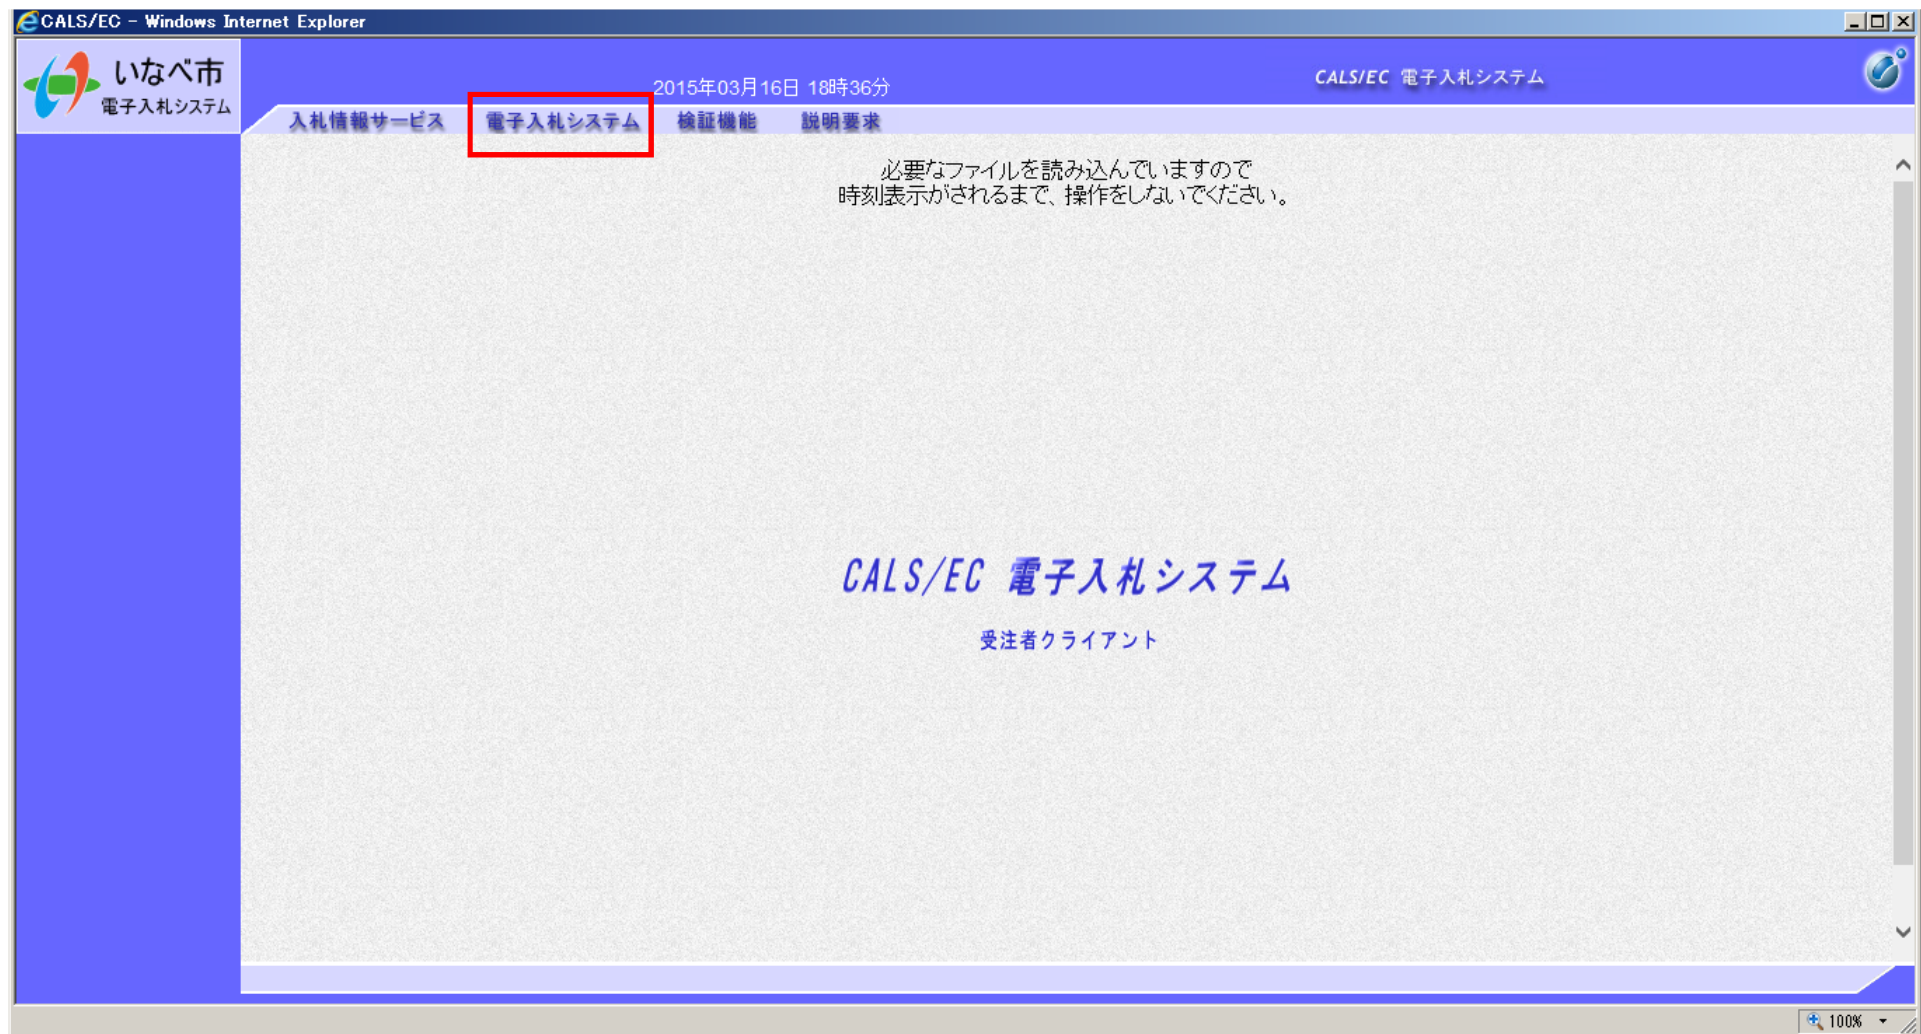 CALS/EC - Windows Internet Explorer
いなべ市
電子入札システム
2015年03月16日 18時36分
CALS/EC 電子入札システム
入札情報サービス 電子入札システム 検証機能 説明要求
必要なファイルを読み込んでいますので
時刻表示がされるまで、操作をしないでください。
CALS/EC 電子入札システム
受注者クライアント
100%